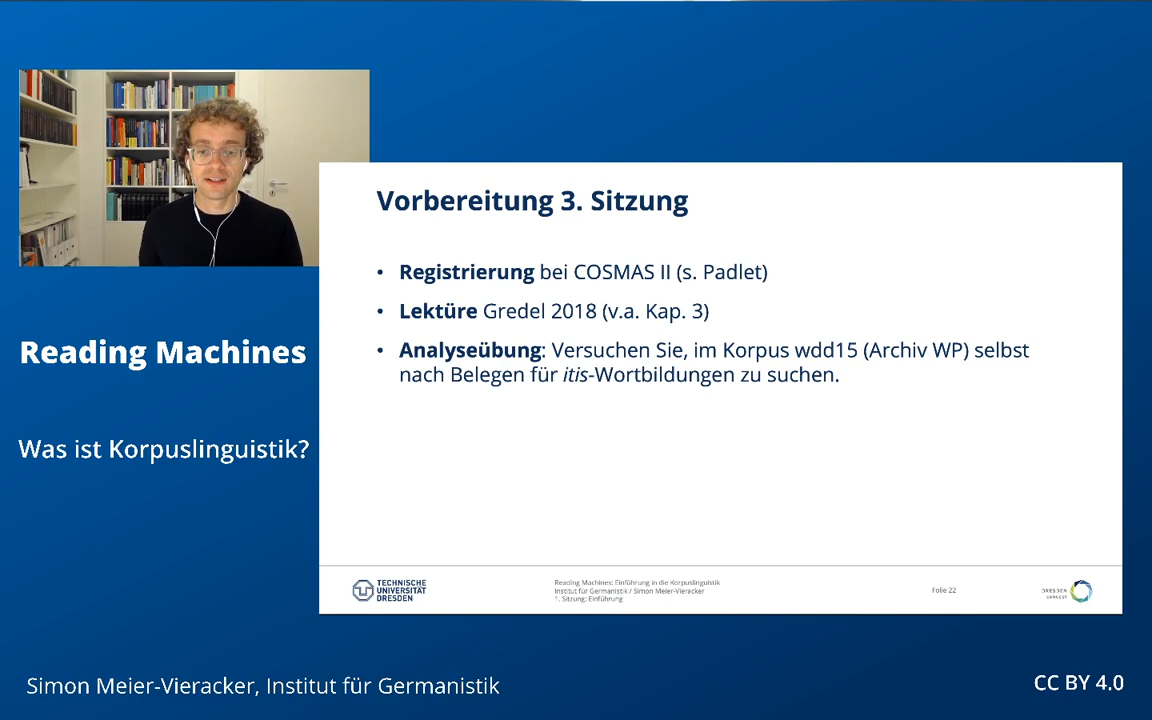 Vorbereitung 3. Sitzung
• Registrierung bei COSMAS II (s. Padlet)
• Lektüre Gredel 2018 (v.a. Kap. 3)
• Analyseübung: Versuchen Sie, im Korpus wdd15 (Archiv WP) selbst
nach Belegen für itis-Wortbildungen zu suchen.
Reading Machines
Was ist Korpuslinguistik?
TECHNISCHE
UNIVERSITÄT
DRESDEN
Reading Machines: Einführung in die Korpuslinguistik
Institut für Germanistik / Simon Meier-Vieracker
1. Sitzung: Einführung
Folie 22
DRESDEN
concept
Simon Meier-Vieracker, Institut für Germanistik
CC BY 4.0